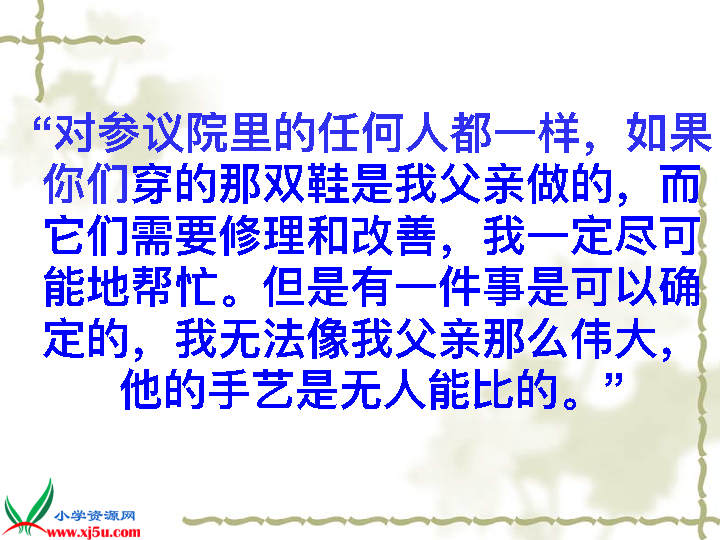 “对参议院里的任何人都一样，如果
你们穿的那双鞋是我父亲做的，而
它们需要修理和改善，我一定尽可
能地帮忙。但是有一件事是可以确
定的，我无法像我父亲那么伟大，
他的手艺是无人能比的。”
小学资源网
www.xj5u.com